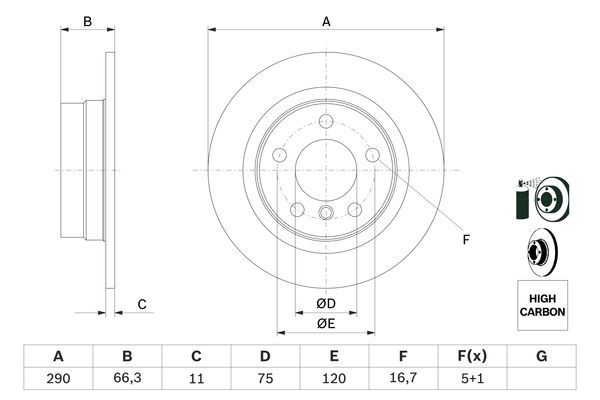 B
A
F
C
ØD
ØE
HIGH
CARBON
A B C D E F F(x) G
290 66,3 11 75 120 16,7 5+1